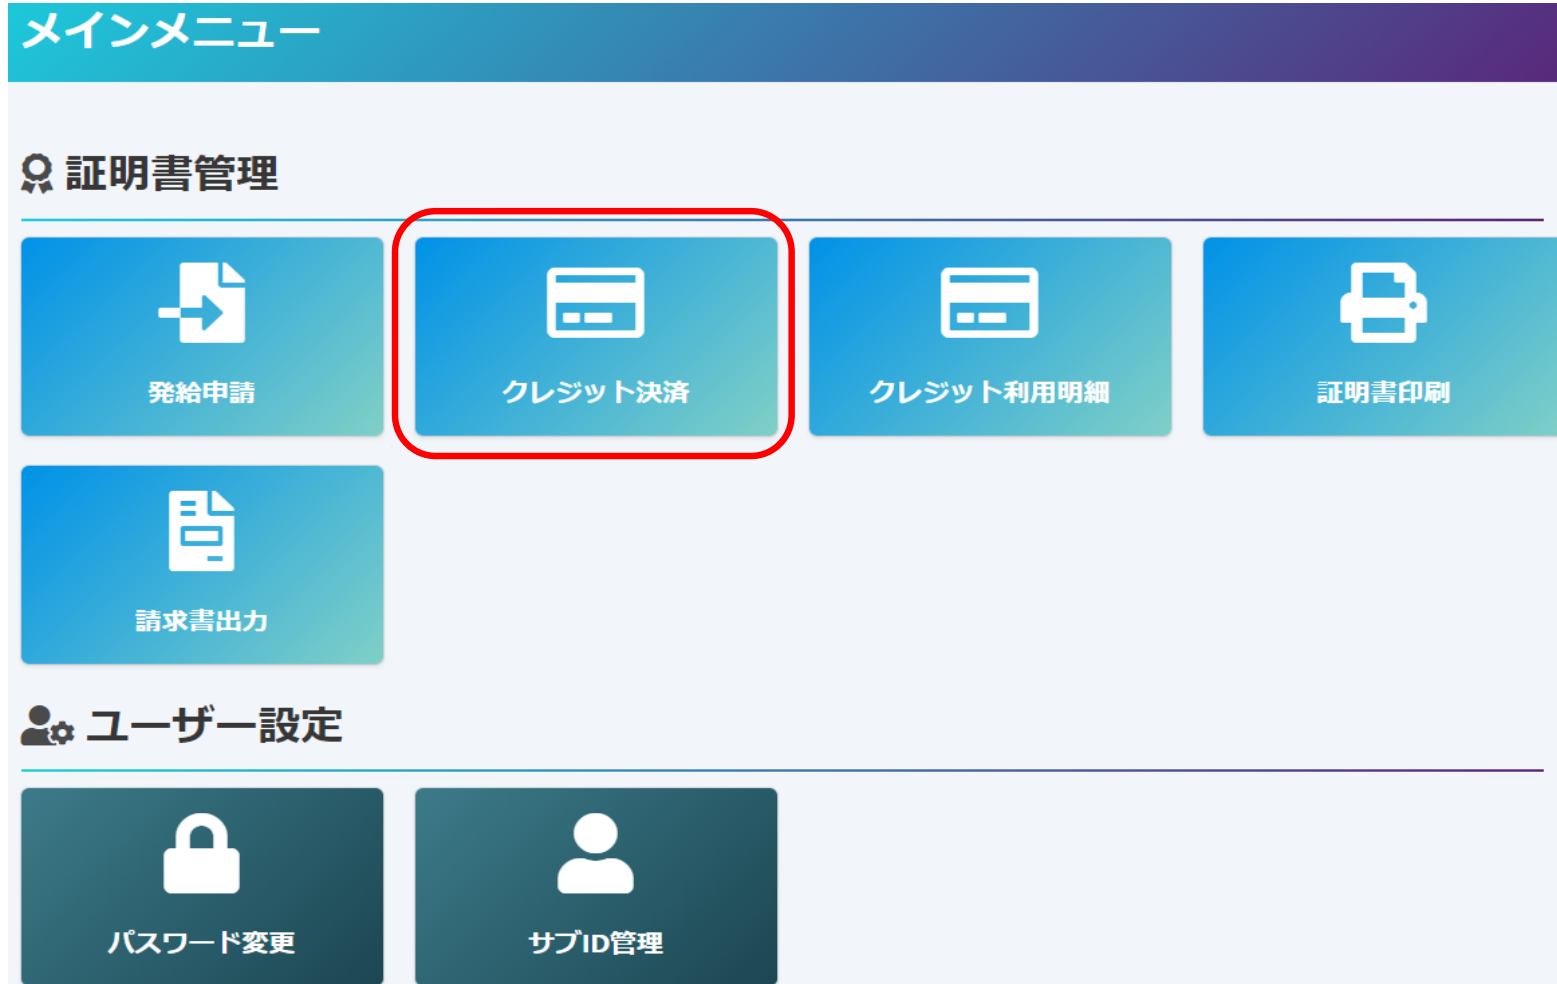 メインメニュー
証明書管理
発給申請
クレジット決済
クレジット利用明細
証明書印刷
請求書出力
ユーザー設定
パスワード変更
サブID管理